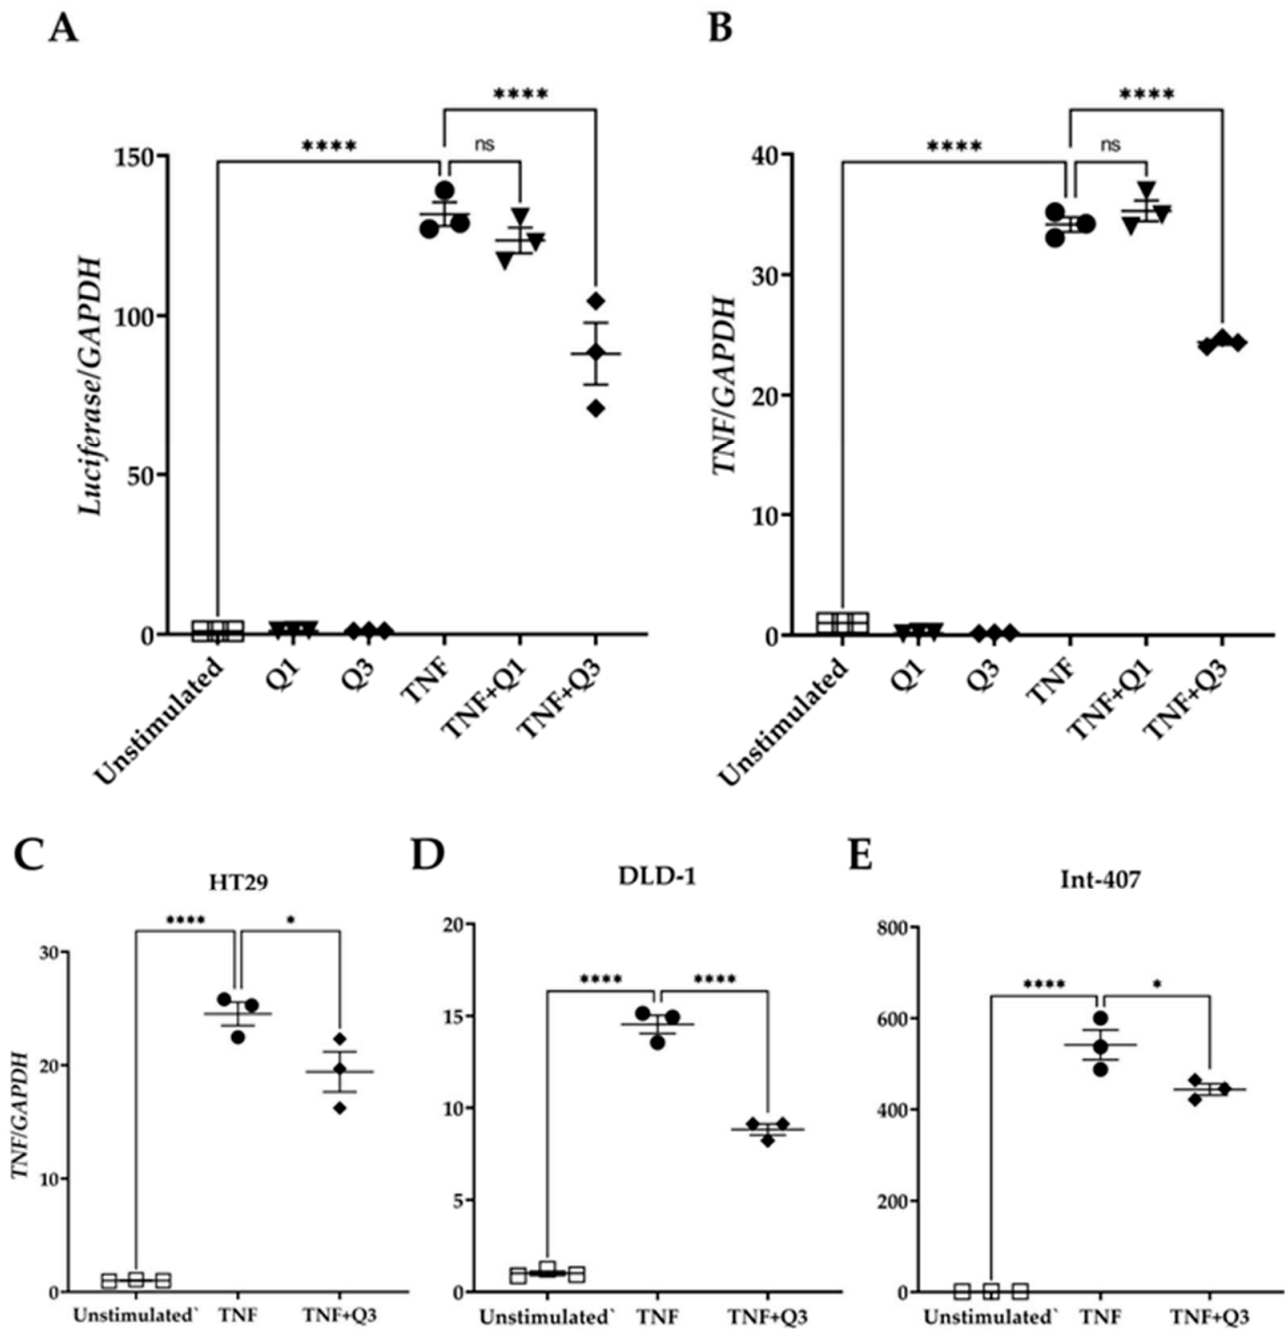 A
****
****
ns
150
100
50
0
Luciferase/GAPDH
Unstimulated
Q1
Q3
TNF
TNF+Q1
TNF+Q3
B
****
****
ns
40
30
20
10
0
TNF/GAPDH
Unstimulated
Q1
Q3
TNF
TNF+Q1
TNF+Q3
C
HT29
**** *
30
20
10
0
TNF/GAPDH
Unstimulated` TNF TNF+Q3
D
DLD-1
**** ****
20
15
10
5
0
Unstimulated` TNF TNF+Q3
E
Int-407
**** *
800
600
400
200
0
Unstimulated` TNF TNF+Q3